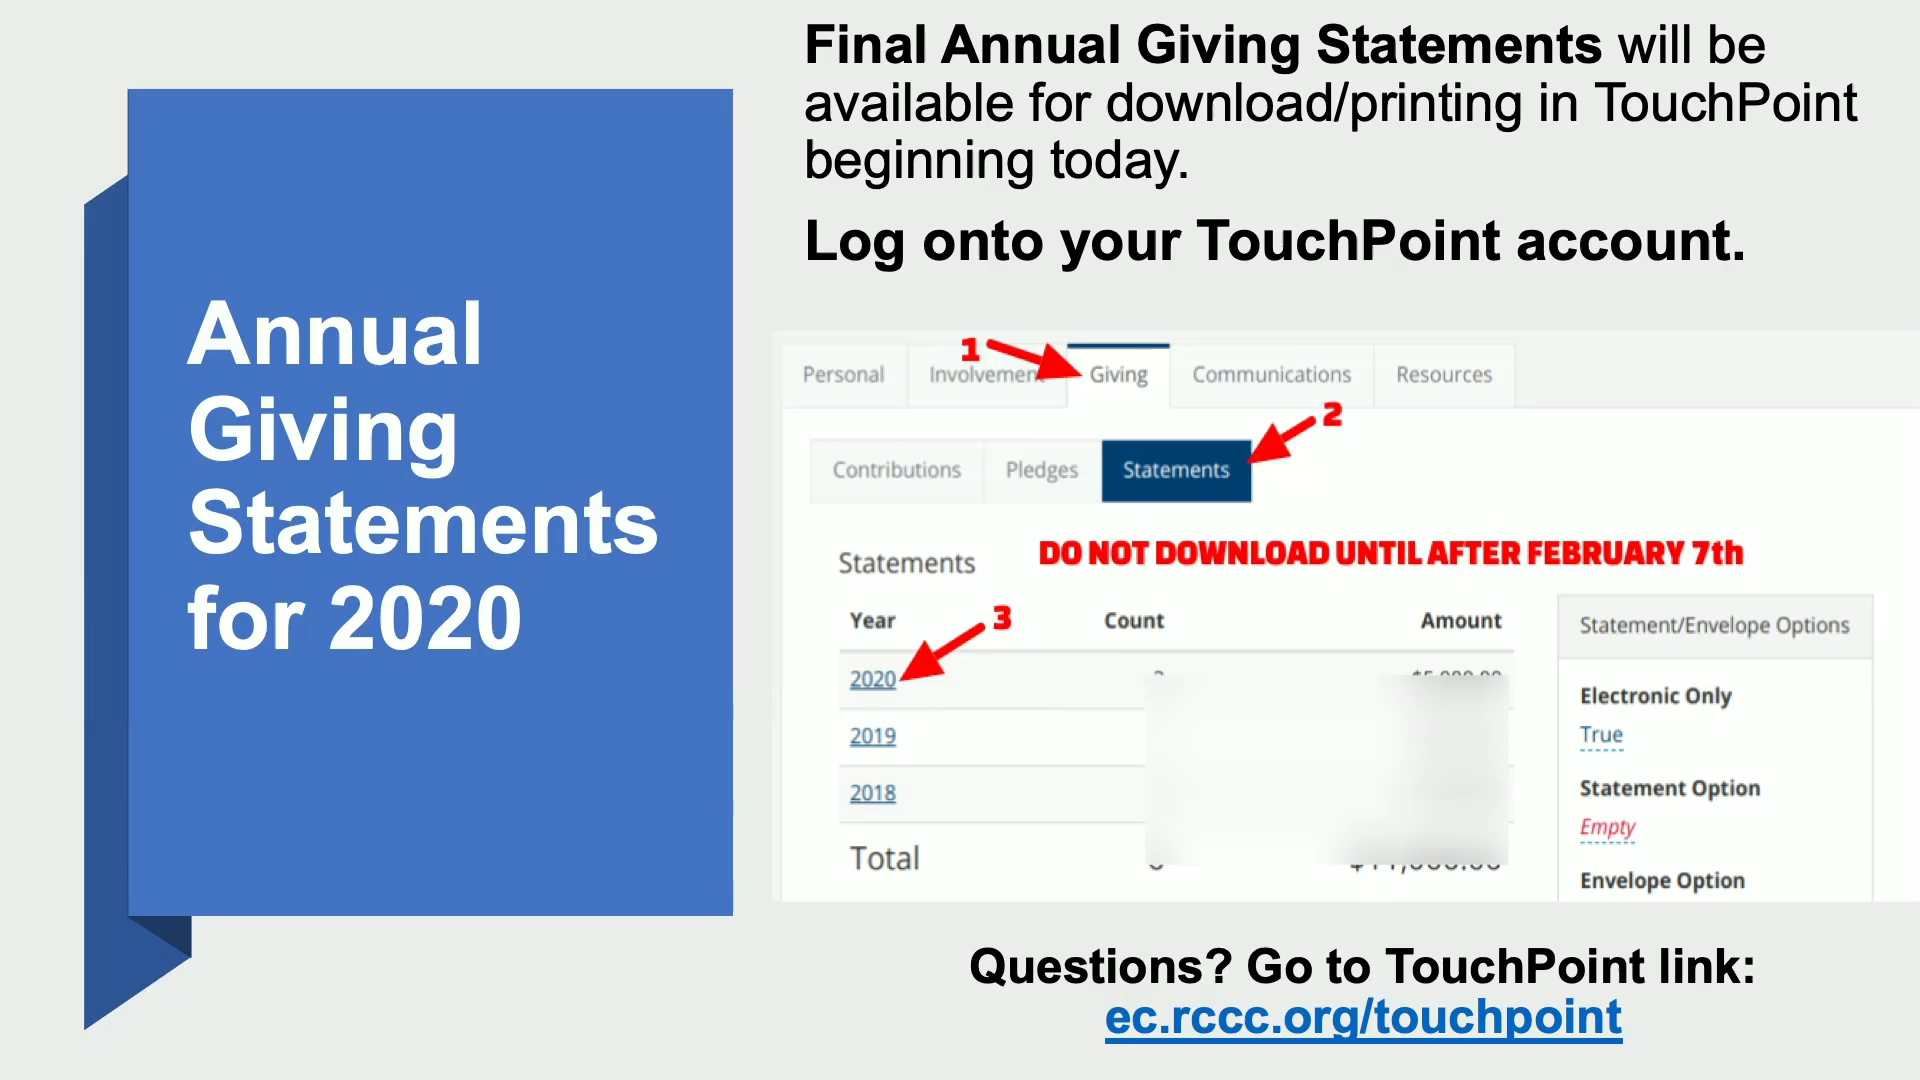 Annual
Giving
Statements
for 2020
Final Annual Giving Statements will be
available for download/printing in TouchPoint
beginning today.
Log onto your TouchPoint account.
1
Personal Involvement Giving Communications Resources
2
Contributions Pledges Statements
Statements
DO NOT DOWNLOAD UNTIL AFTER FEBRUARY 7th
3
Year Count Amount
2020
2019
2018
Total
Statement/Envelope Options
Electronic Only
True
Statement Option
Empty
Envelope Option
Questions? Go to TouchPoint link:
ec.rccc.org/touchpoint